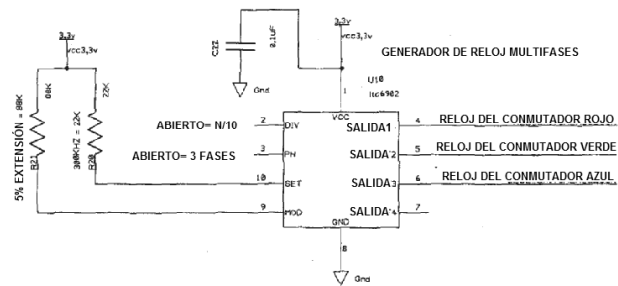 3.3v
vcc3,3v
3.3v
vcc3,3v
C22
0.1uF
GENERADOR DE RELOJ MULTIFASES
Gnd
U10
ltc6902
5% EXTENSIÓN = 88K
R21
88K
300KHZ = 22K
R20
22K
1
VCC
ABIERTO= N/10
2
DIV
SALIDA1
4
RELOJ DEL CONMUTADOR ROJO
ABIERTO= 3 FASES
3
PN
SALIDA2
5
RELOJ DEL CONMUTADOR VERDE
10
SET
SALIDA3
6
RELOJ DEL CONMUTADOR AZUL
9
MOD
SALIDA4
7
GND
8
Gnd